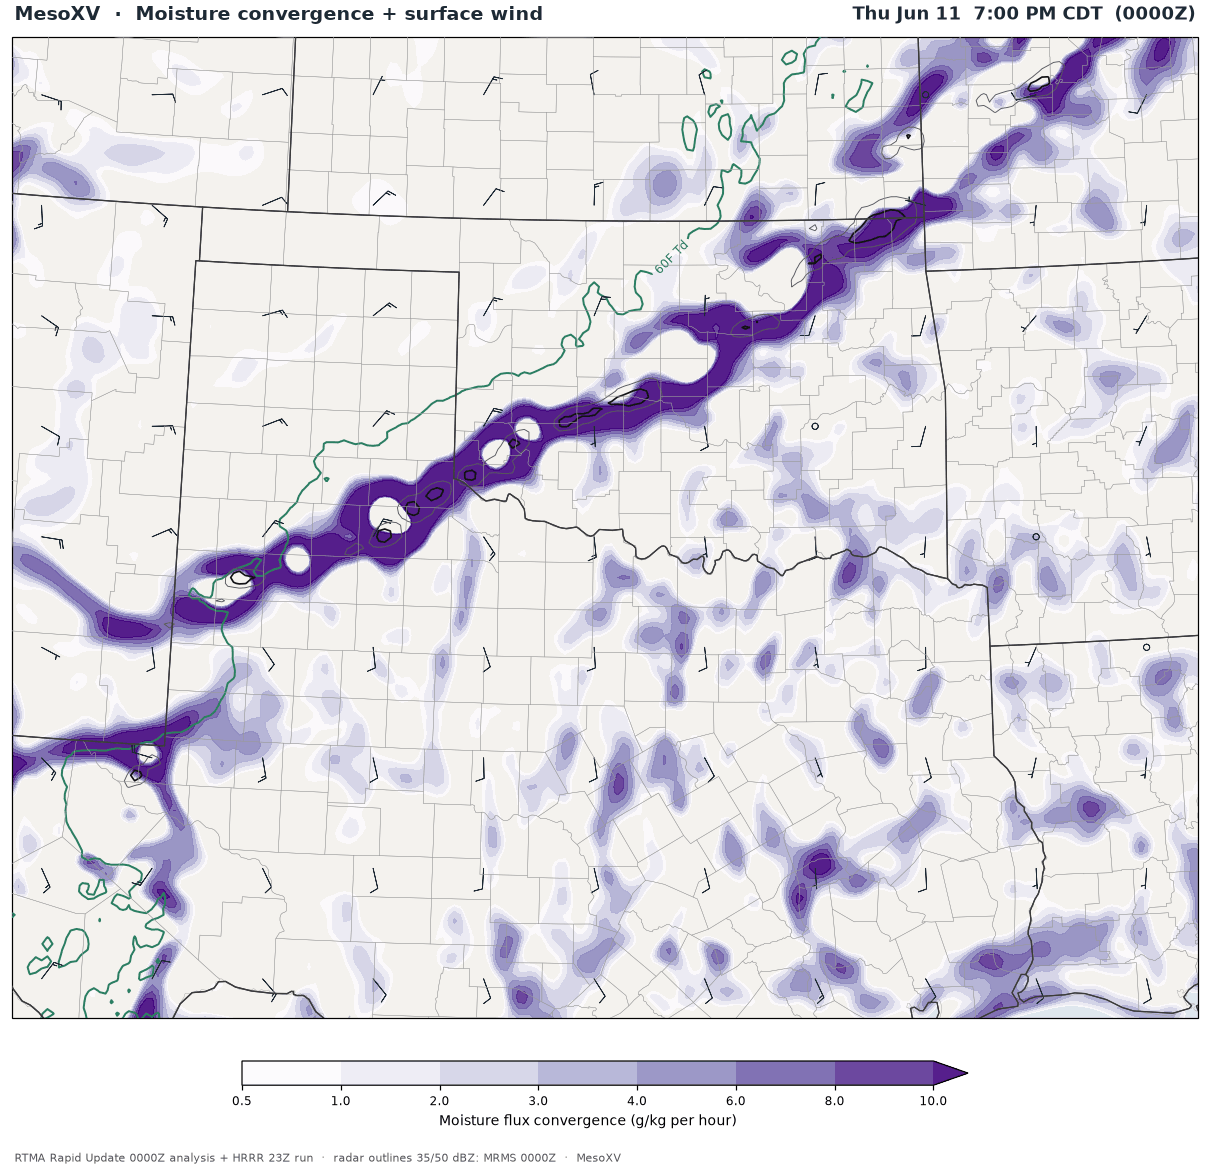 MesoXV · Moisture convergence + surface wind
Thu Jun 11 7:00 PM CDT (0000Z)
60F Td
0.5 1.0 2.0 3.0 4.0 6.0 8.0 10.0
Moisture flux convergence (g/kg per hour)
RTMA Rapid Update 0000Z analysis + HRRR 23Z run · radar outlines 35/50 dBZ: MRMS 0000Z · MesoXV